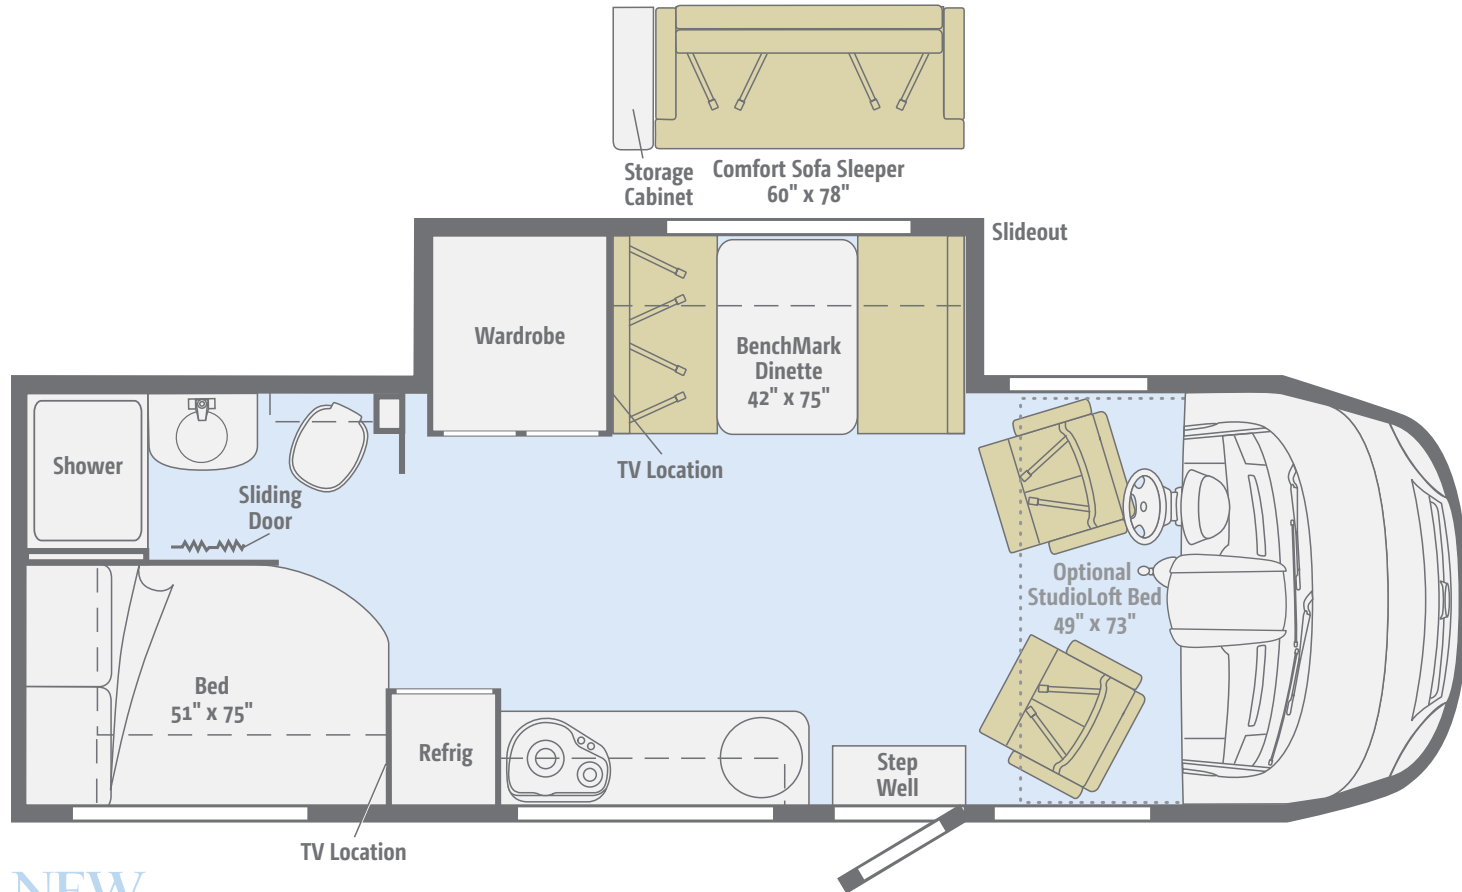 Storage
Cabinet
Comfort Sofa Sleeper
60" x 78"
Slideout
Wardrobe
BenchMark
Dinette
42" x 75"
TV Location
Shower
Sliding
Door
Optional
StudioLoft Bed
49" x 73"
Bed
51" x 75"
Refrig
Step
Well
TV Location
NEW